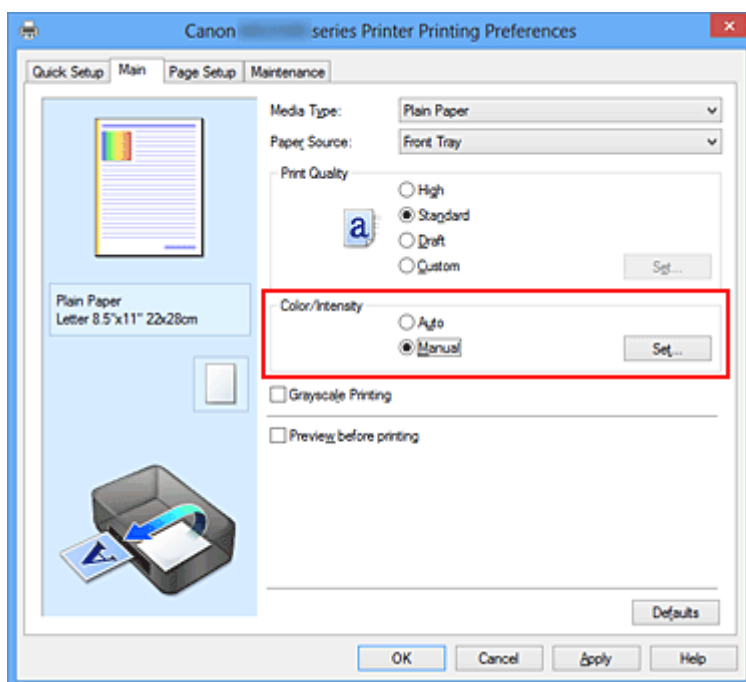 Canon series Printer Printing Preferences
Quick Setup Main Page Setup Maintenance
Media Type: Plain Paper
Paper Source: Front Tray
Print Quality
High
Standard
Draft
Custom
Set...
a
Plain Paper
Letter 8.5"x11" 22x28cm
Color/Intensity
Auto
Manual
Set...
Grayscale Printing
Preview before printing
A
Defaults
OK Cancel Apply Help